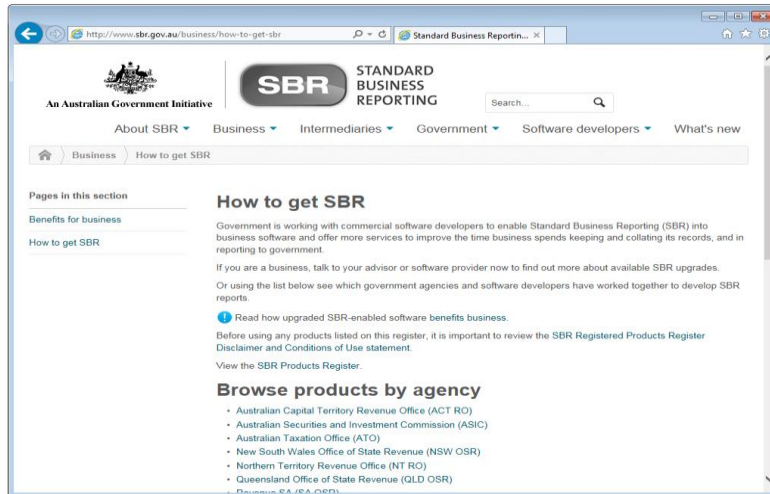 http://www.sbr.gov.au/business/how-to-get-sbr
Standard Business Reportin...
An Australian Government Initiative
SBR
STANDARD
BUSINESS
REPORTING
Search...
About SBR
Business
Intermediaries
Government
Software developers
What's new
Business
How to get SBR
Pages in this section
Benefits for business
How to get SBR
How to get SBR
Government is working with commercial software developers to enable Standard Business Reporting (SBR) into
business software and offer more services to improve the time business spends keeping and collating its records, and in
reporting to government.
If you are a business, talk to your advisor or software provider now to find out more about available SBR upgrades.
Or using the list below see which government agencies and software developers have worked together to develop SBR
reports.
Read how upgraded SBR-enabled software benefits business.
Before using any products listed on this register, it is important to review the SBR Registered Products Register
Disclaimer and Conditions of Use statement.
View the SBR Products Register.
Browse products by agency
• Australian Capital Territory Revenue Office (ACT RO)
• Australian Securities and Investment Commission (ASIC)
• Australian Taxation Office (ATO)
• New South Wales Office of State Revenue (NSW OSR)
• Northern Territory Revenue Office (NT RO)
• Queensland Office of State Revenue (QLD OSR)
• Revenue SA (SA OSR)